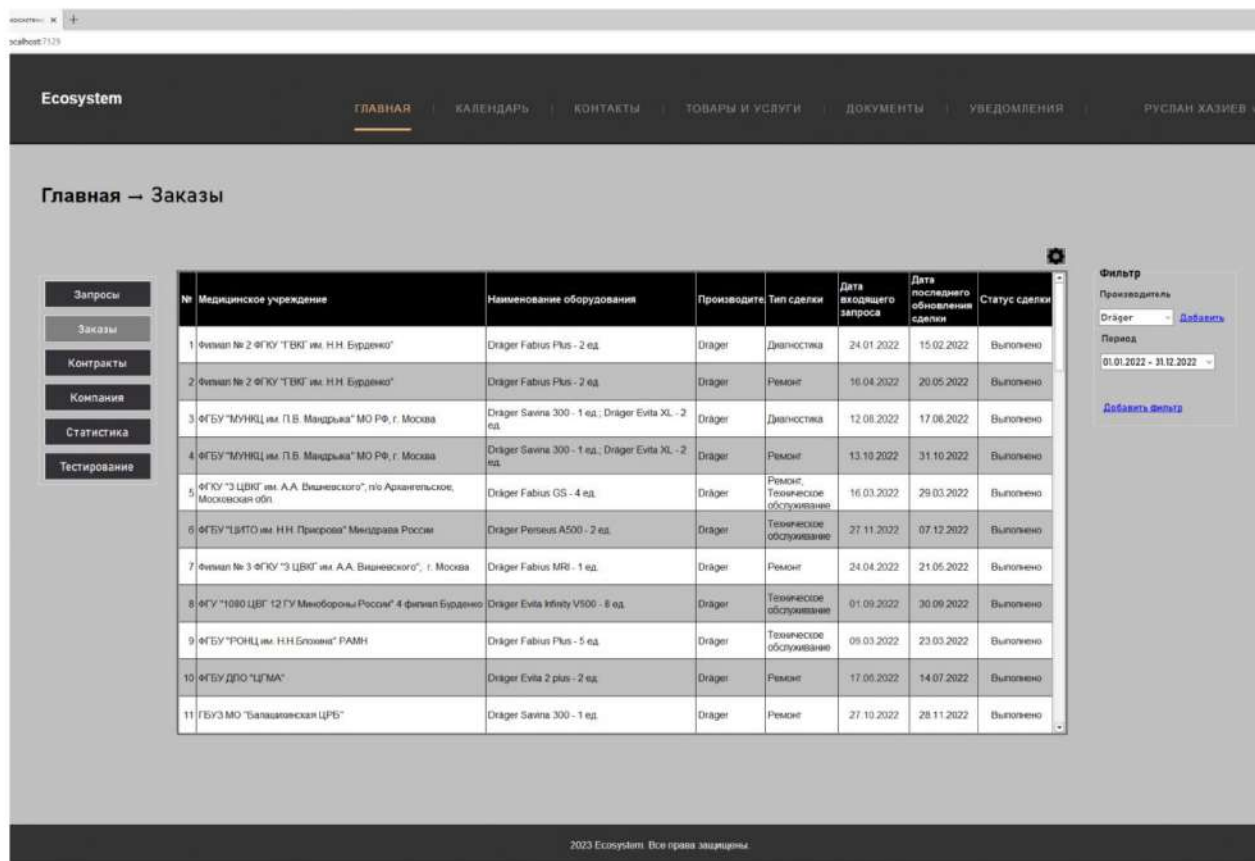 Ecosystem
ГЛАВНАЯ | КАЛЕНДАРЬ | КОНТАКТЫ | ТОВАРЫ И УСЛУГИ | ДОКУМЕНТЫ | УВЕДОМЛЕНИЯ | РУСЛАН ХАЗИЕВ
Главная → Заказы
Запросы
Заказы
Контракты
Компания
Статистика
Тестирование
№ Медицинское учреждение Наименование оборудования Производите Тип сделки Дата входящего запроса Дата последнего обновления сделки Статус сделки
1 Филиал № 2 ФГКУ "ГВКГ им. Н.Н. Бурденко" Dräger Fabius Plus - 2 ед. Dräger Диагностика 24.01.2022 15.02.2022 Выполнено
2 Филиал № 2 ФГКУ "ГВКГ им. Н.Н. Бурденко" Dräger Fabius Plus - 2 ед. Dräger Ремонт 16.04.2022 20.05.2022 Выполнено
3 ФГБУ "МУНКЦ им. П.В. Мандрыка" МО РФ, г. Москва Dräger Savina 300 - 1 ед.; Dräger Evita XL - 2 ед. Dräger Диагностика 12.08.2022 17.08.2022 Выполнено
4 ФГБУ "МУНКЦ им. П.В. Мандрыка" МО РФ, г. Москва Dräger Savina 300 - 1 ед.; Dräger Evita XL - 2 ед. Dräger Ремонт 13.10.2022 31.10.2022 Выполнено
5 ФГКУ "3 ЦВКГ им. А.А. Вишневского", п/о Архангельское, Московская обл. Dräger Fabius GS - 4 ед. Dräger Ремонт, Техническое обслуживание 16.03.2022 29.03.2022 Выполнено
6 ФГБУ "ЦИТО им. Н.Н. Приорова" Минздрава России Dräger Perseus A500 - 2 ед. Dräger Техническое обслуживание 27.11.2022 07.12.2022 Выполнено
7 Филиал № 3 ФГКУ "3 ЦВКГ им. А.А. Вишневского", г. Москва Dräger Fabius MRI - 1 ед. Dräger Ремонт 24.04.2022 21.05.2022 Выполнено
8 ФГУ "1080 ЦВГ 12 ГУ Минобороны России" 4 филиал Бурденко Dräger Evita Infinity V500 - 8 ед. Dräger Техническое обслуживание 01.09.2022 30.09.2022 Выполнено
9 ФГБУ "РОНЦ им. Н.Н.Блохина" РАМН Dräger Fabius Plus - 5 ед. Dräger Техническое обслуживание 09.03.2022 23.03.2022 Выполнено
10 ФГБУ ДПО "ЦГМА" Dräger Evita 2 plus - 2 ед. Dräger Ремонт 17.06.2022 14.07.2022 Выполнено
11 ГБУЗ МО "Балашихинская ЦРБ" Dräger Savina 300 - 1 ед. Dräger Ремонт 27.10.2022 28.11.2022 Выполнено
Фильтр
Производитель
Dräger Добавить
Период
01.01.2022 - 31.12.2022
Добавить фильтр
2023 Ecosystem. Все права защищены.